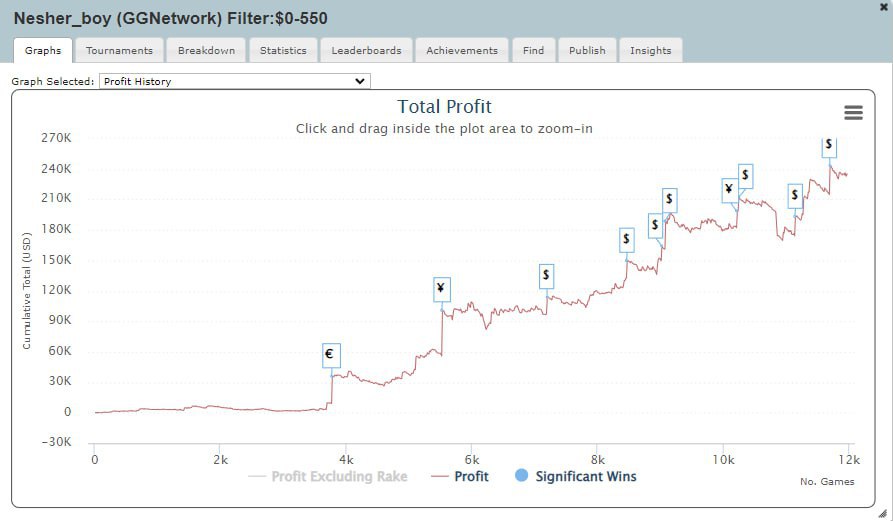 Nesher_boy (GGNetwork) Filter:$0-550
Graphs Tournaments Breakdown Statistics Leaderboards Achievements Find Publish Insights
Graph Selected: Profit History
Total Profit
Click and drag inside the plot area to zoom-in
Cumulative Total (USD)
270K
240K
210K
180K
150K
120K
90K
60K
30K
0
-30K
€
¥
$
$
$
$
¥
$
$
$
0 2k 4k 6k 8k 10k 12k
No. Games
Profit Excluding Rake Profit Significant Wins